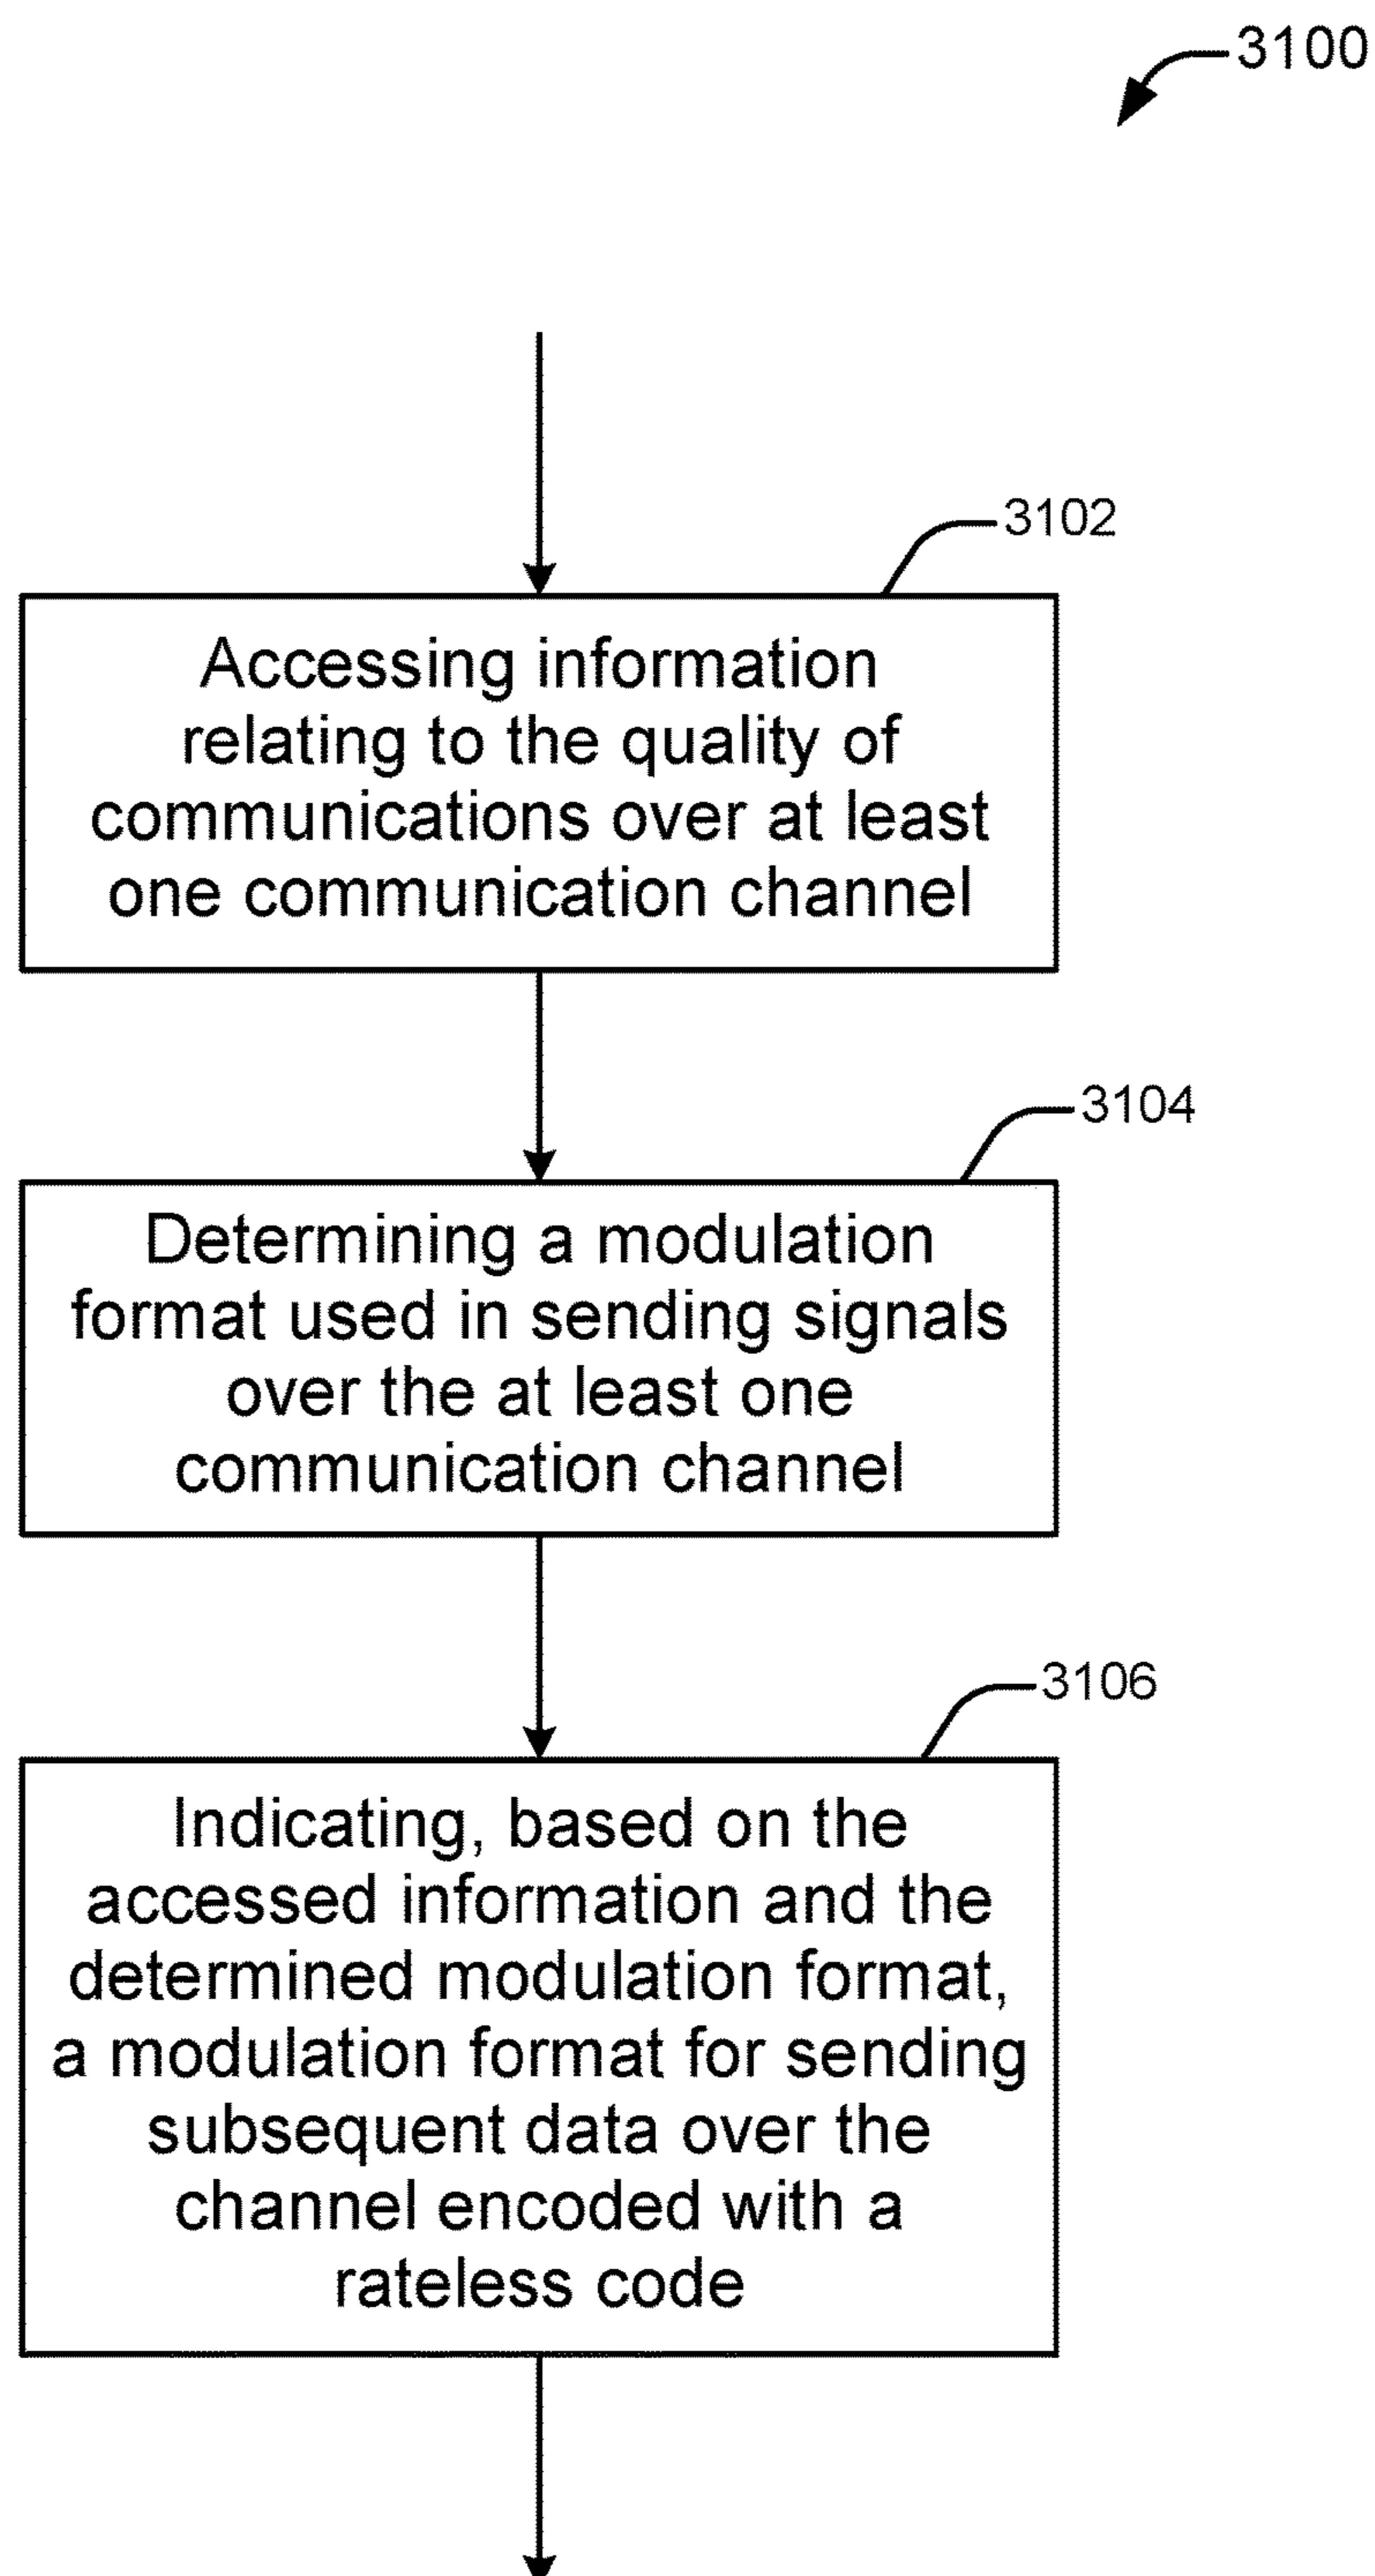 3100
3102
Accessing information
relating to the quality of
communications over at least
one communication channel
3104
Determining a modulation
format used in sending signals
over the at least one
communication channel
3106
Indicating, based on the
accessed information and the
determined modulation format,
a modulation format for sending
subsequent data over the
channel encoded with a
rateless code